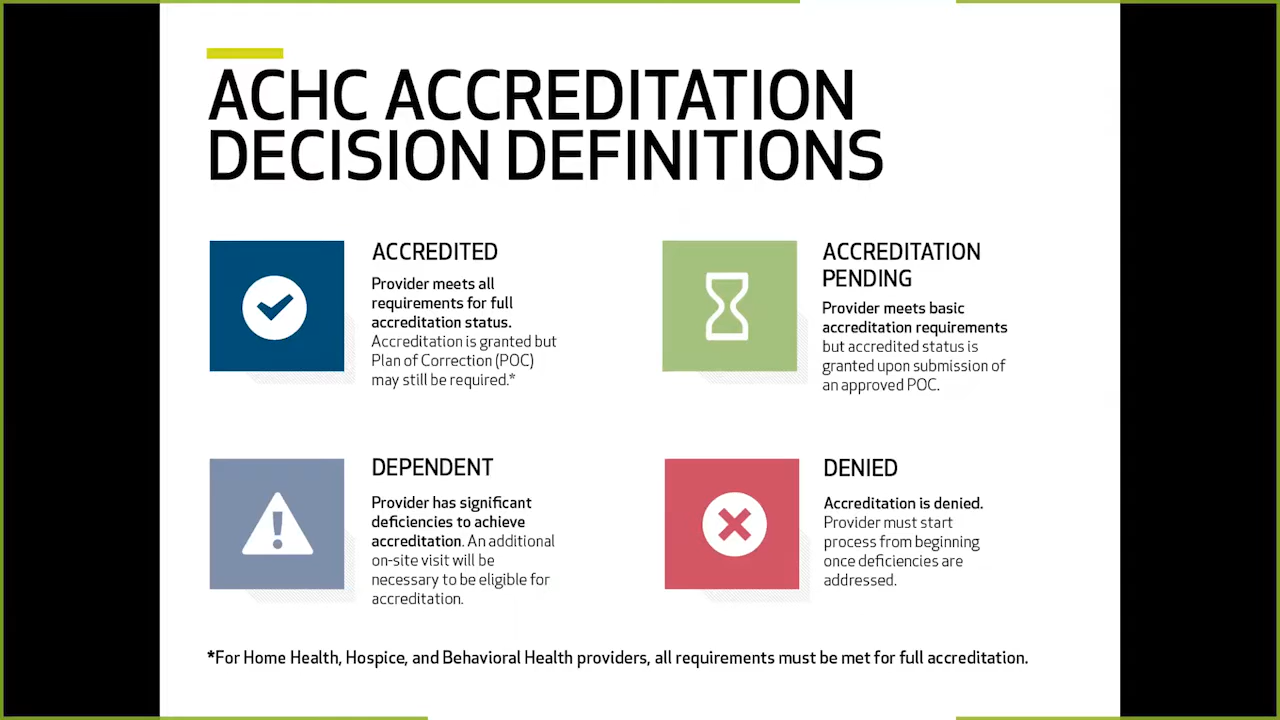 ACHC ACCREDITATION
DECISION DEFINITIONS
ACCREDITED
Provider meets all
requirements for full
accreditation status.
Accreditation is granted but
Plan of Correction (POC)
may still be required.*
ACCREDITATION
PENDING
Provider meets basic
accreditation requirements
but accredited status is
granted upon submission of
an approved POC.
DEPENDENT
Provider has significant
deficiencies to achieve
accreditation. An additional
on-site visit will be
necessary to be eligible for
accreditation.
DENIED
Accreditation is denied.
Provider must start
process from beginning
once deficiencies are
addressed.
*For Home Health, Hospice, and Behavioral Health providers, all requirements must be met for full accreditation.